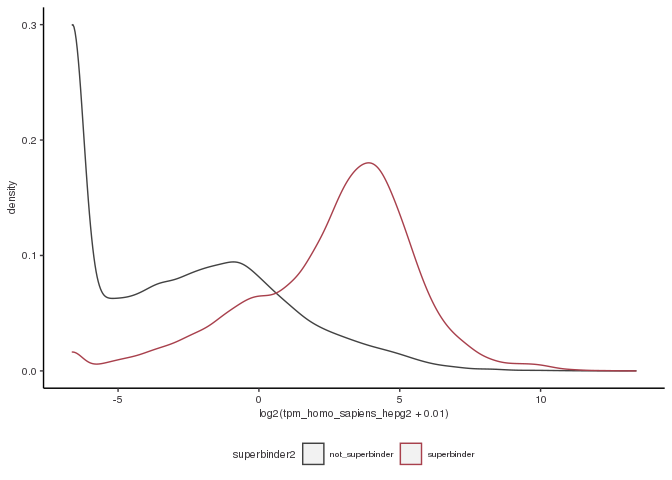 0.3
0.2
density
0.1
0.0
-5 0 5 10
log2(tpm_homo_sapiens_hepg2 + 0.01)
superbinder2 not_superbinder superbinder